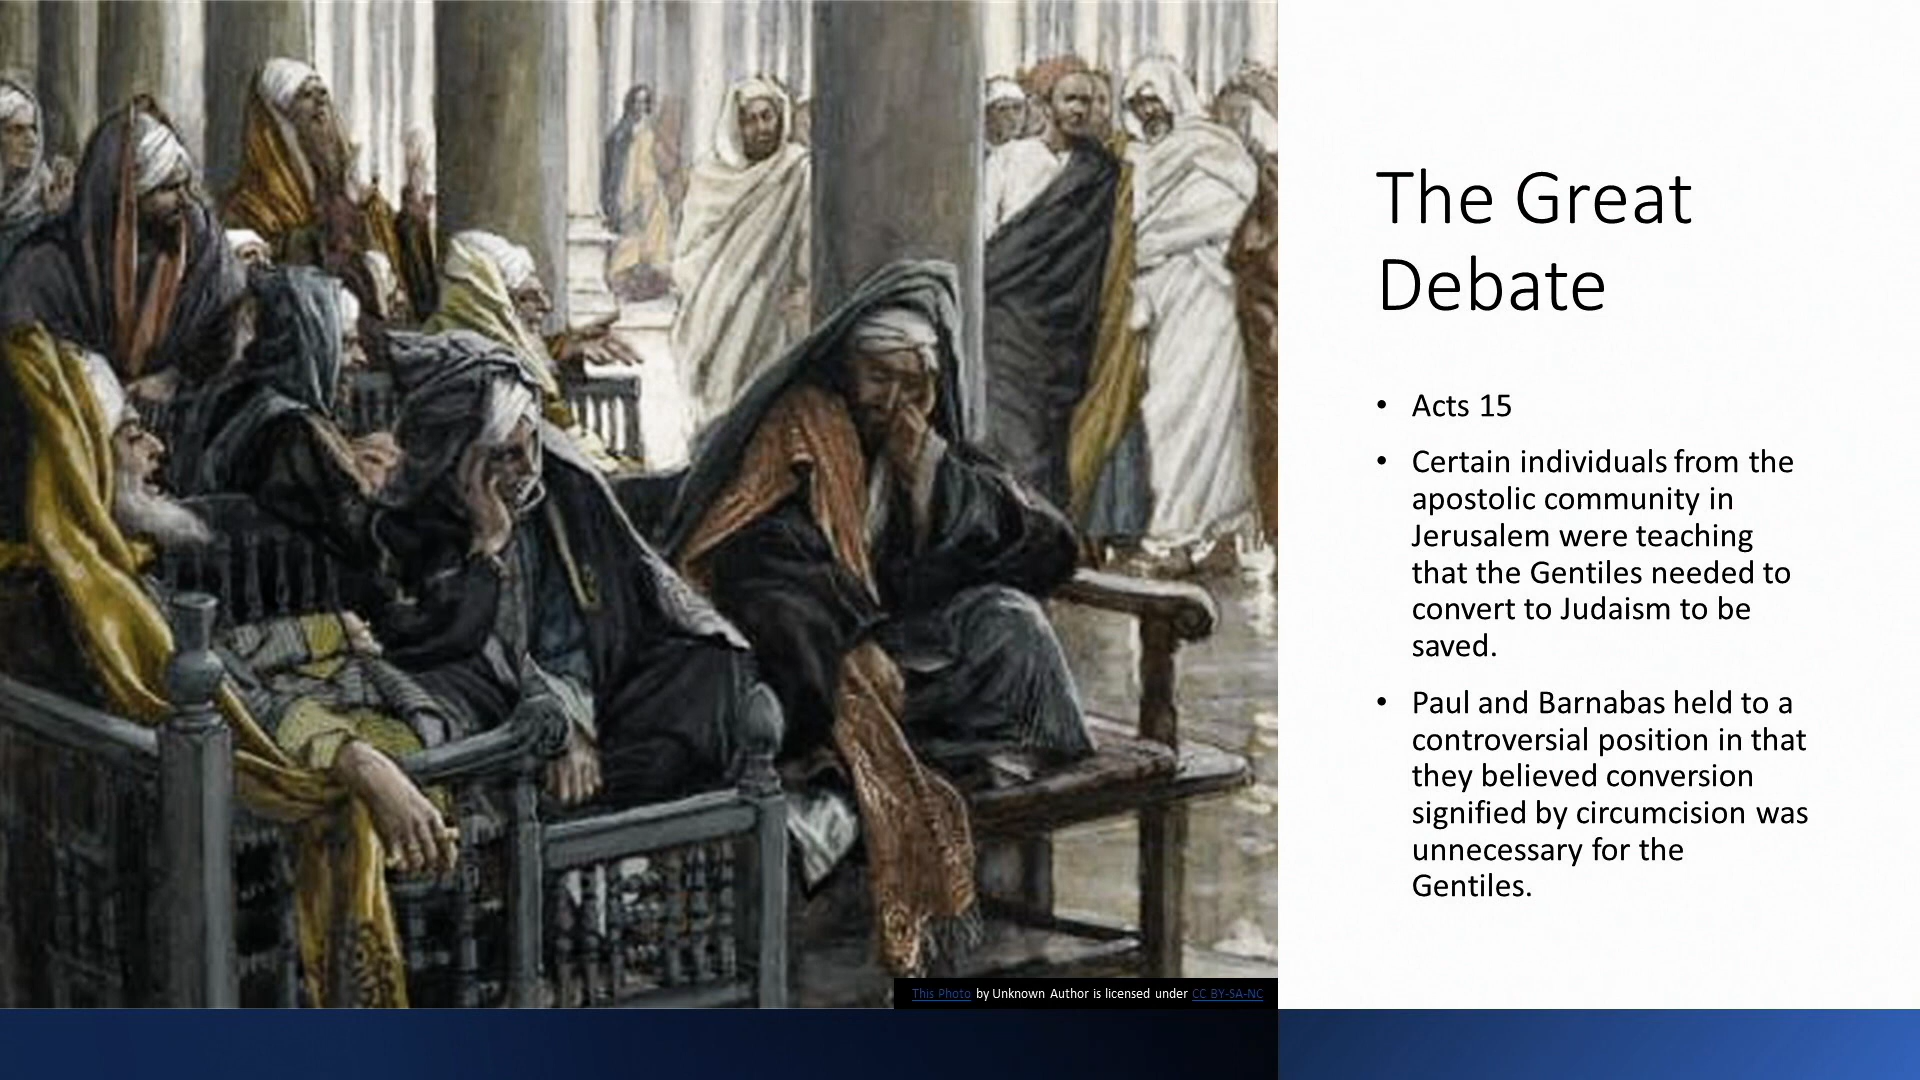 The Great
Debate
• Acts 15
• Certain individuals from the
apostolic community in
Jerusalem were teaching
that the Gentiles needed to
convert to Judaism to be
saved.
• Paul and Barnabas held to a
controversial position in that
they believed conversion
signified by circumcision was
unnecessary for the
Gentiles.
This Photo by Unknown Author is licensed under CC BY-SA-NC